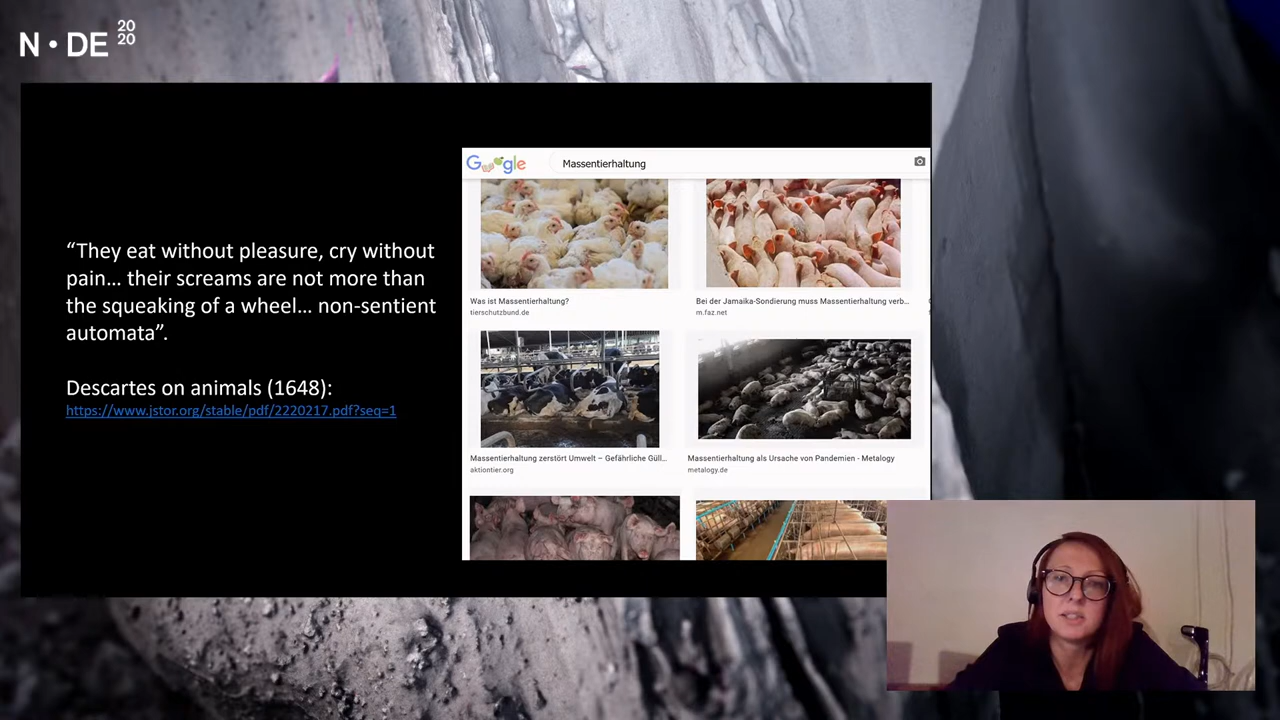 N•DE 20
20
Google
Massentierhaltung
“They eat without pleasure, cry without
pain… their screams are not more than
the squeaking of a wheel… non-sentient
automata”.
Descartes on animals (1648):
https://www.jstor.org/stable/pdf/2220217.pdf?seq=1
Was ist Massentierhaltung?
tierschutzbund.de
Bei der Jamaika-Sondierung muss Massentierhaltung verb…
m.faz.net
Massentierhaltung zerstört Umwelt – Gefährliche Güll…
aktiontier.org
Massentierhaltung als Ursache von Pandemien - Metalogy
metalogy.de